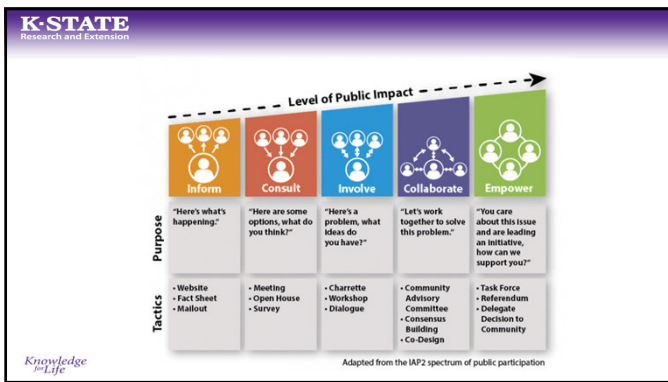 K-STATE
Research and Extension
Level of Public Impact
Inform
Consult
Involve
Collaborate
Empower
Purpose
"Here's what's
happening."
"Here are some
options, what do
you think?"
"Here's a
problem, what
ideas do
you have?"
"Let's work
together to solve
this problem."
"You care
about this issue
and are leading
an initiative,
how can we
support you?"
Tactics
• Website
• Fact Sheet
• Mailout
• Meeting
• Open House
• Survey
• Charrette
• Workshop
• Dialogue
• Community
Advisory
Committee
• Consensus
Building
• Co-Design
• Task Force
• Referendum
• Delegate
Decision to
Community
Knowledge
for Life
Adapted from the IAP2 spectrum of public participation